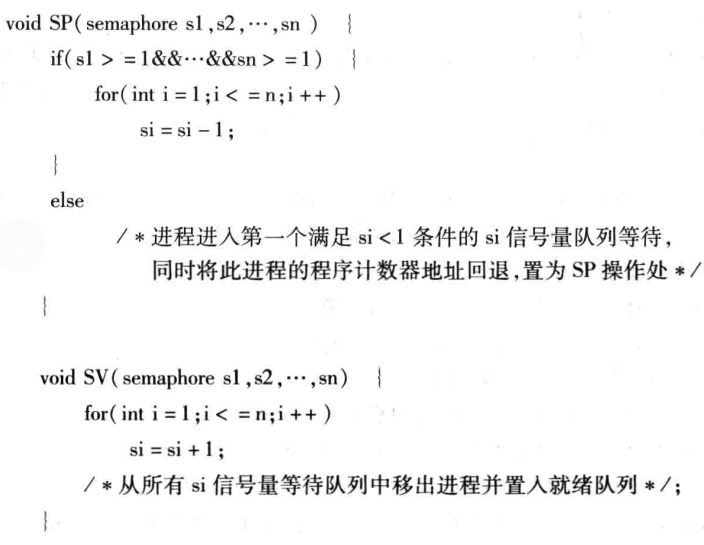 void SP( semaphore s1 ,s2 ,⋯ ,sn ) {
if( s1 > =1&&⋯&&sn > =1 ) {
for( int i = 1 ;i < = n;i + + )
si = si − 1 ;
}
else
/ * 进程进入第一个满足 si < 1 条件的 si 信号量队列等待,
同时将此进程的程序计数器地址回退,置为 SP 操作处 * /
}
void SV( semaphore s1 ,s2 ,⋯ ,sn) {
for( int i = 1 ;i < = n;i + + )
si = si + 1 ;
/ * 从所有 si 信号量等待队列中移出进程并置入就绪队列 * / ;
}